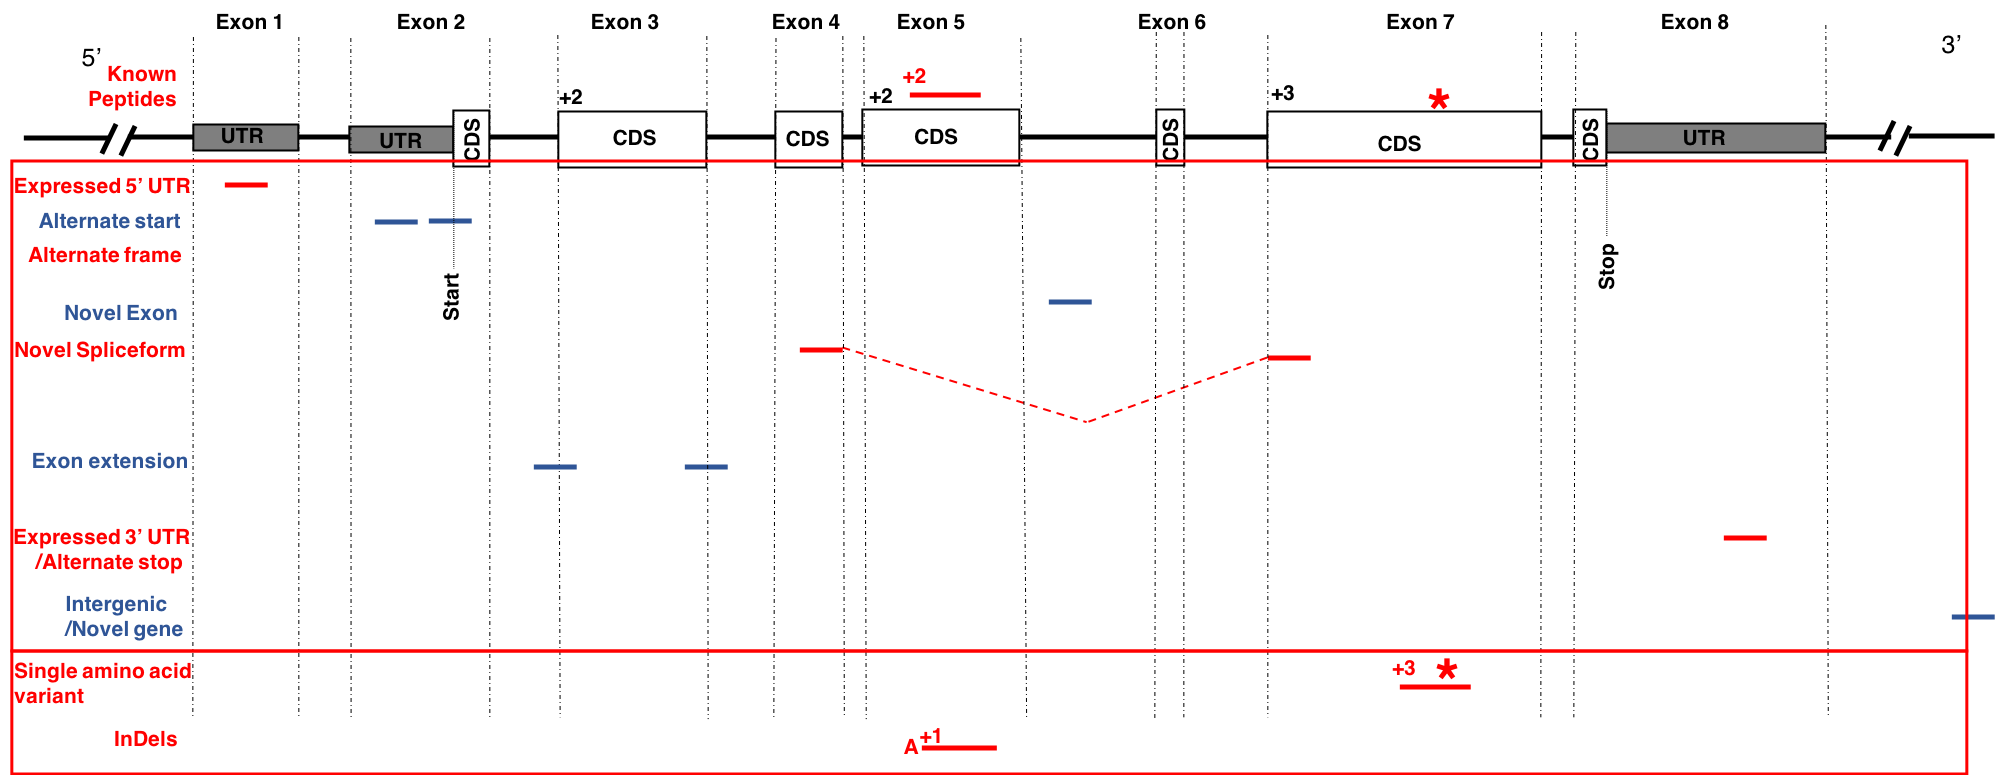 Exon 1 Exon 2 Exon 3 Exon 4 Exon 5 Exon 6 Exon 7 Exon 8
5’ 3’
Known
Peptides
+2 +2 +2 +3 *
UTR UTR CDS CDS CDS CDS CDS CDS CDS UTR
Expressed 5’ UTR
Alternate start
Alternate frame
Start
Stop
Novel Exon
Novel Spliceform
Exon extension
Expressed 3’ UTR
/Alternate stop
Intergenic
/Novel gene
Single amino acid
variant
+3 *
InDels
A +1